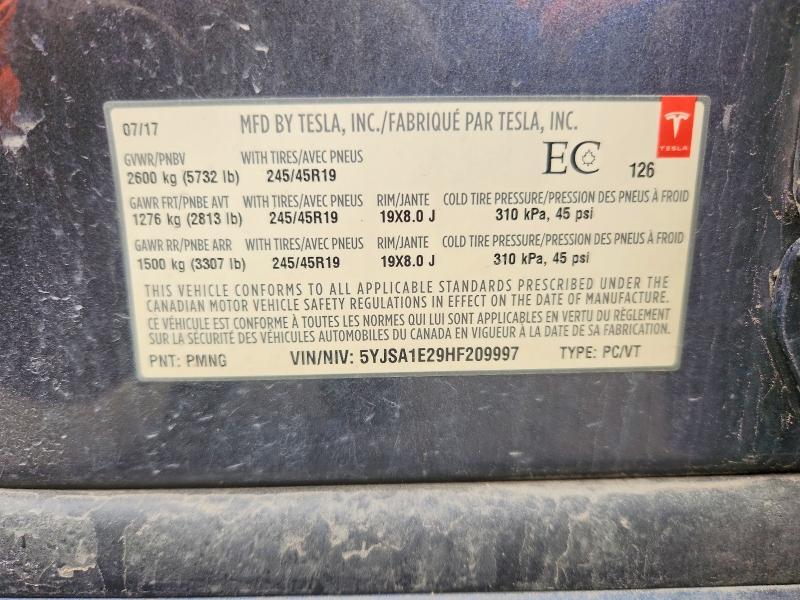 07/17 MFD BY TESLA, INC./FABRIQUÉ PAR TESLA, INC.
TESLA
GVWR/PNBV WITH TIRES/AVEC PNEUS
2600 kg (5732 lb) 245/45R19 EC 126
GAWR FRT/PNBE AVT WITH TIRES/AVEC PNEUS RIM/JANTE COLD TIRE PRESSURE/PRESSION DES PNEUS À FROID
1276 kg (2813 lb) 245/45R19 19X8.0 J 310 kPa, 45 psi
GAWR RR/PNBE ARR WITH TIRES/AVEC PNEUS RIM/JANTE COLD TIRE PRESSURE/PRESSION DES PNEUS À FROID
1500 kg (3307 lb) 245/45R19 19X8.0 J 310 kPa, 45 psi
THIS VEHICLE CONFORMS TO ALL APPLICABLE STANDARDS PRESCRIBED UNDER THE
CANADIAN MOTOR VEHICLE SAFETY REGULATIONS IN EFFECT ON THE DATE OF MANUFACTURE.
CE VÉHICULE EST CONFORME À TOUTES LES NORMES QUI LUI SONT APPLICABLES EN VERTU DU RÈGLEMENT
SUR LA SÉCURITÉ DES VÉHICULES AUTOMOBILES DU CANADA EN VIGUEUR À LA DATE DE SA FABRICATION.
PNT: PMNG VIN/NIV: 5YJSA1E29HF209997 TYPE: PC/VT